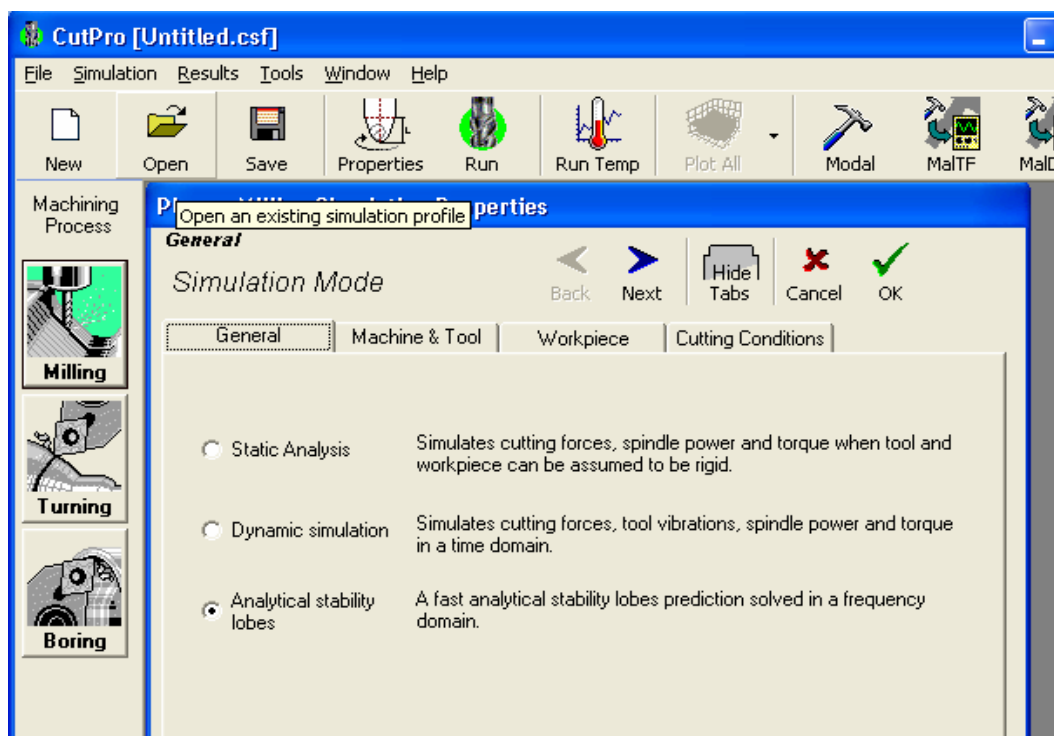 CutPro [Untitled.csf]
File Simulation Results Tools Window Help
New Open Save Properties Run Run Temp Plot All Modal MalTF
Machining
Process
Open an existing simulation profile
Properties
General
Simulation Mode
Back Next Hide
Tabs Cancel OK
General Machine & Tool Workpiece Cutting Conditions
Milling
Turning
Boring
Static Analysis
Simulates cutting forces, spindle power and torque when tool and
workpiece can be assumed to be rigid.
Dynamic simulation
Simulates cutting forces, tool vibrations, spindle power and torque
in a time domain.
Analytical stability
lobes
A fast analytical stability lobes prediction solved in a frequency
domain.